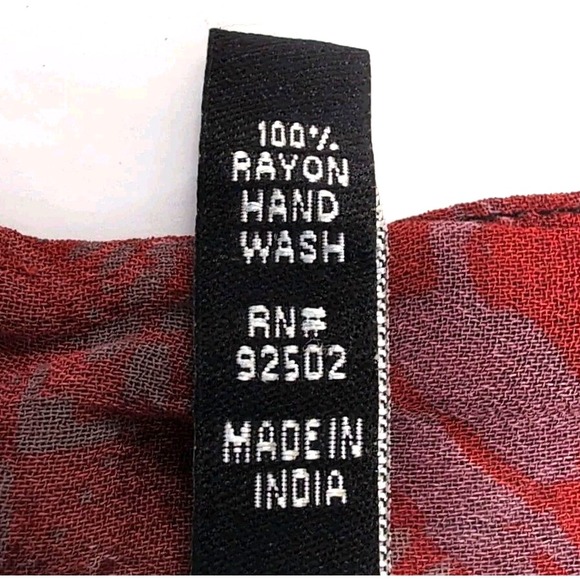 100%
RAYON
HAND
WASH
RN#
92502
MADE IN
INDIA